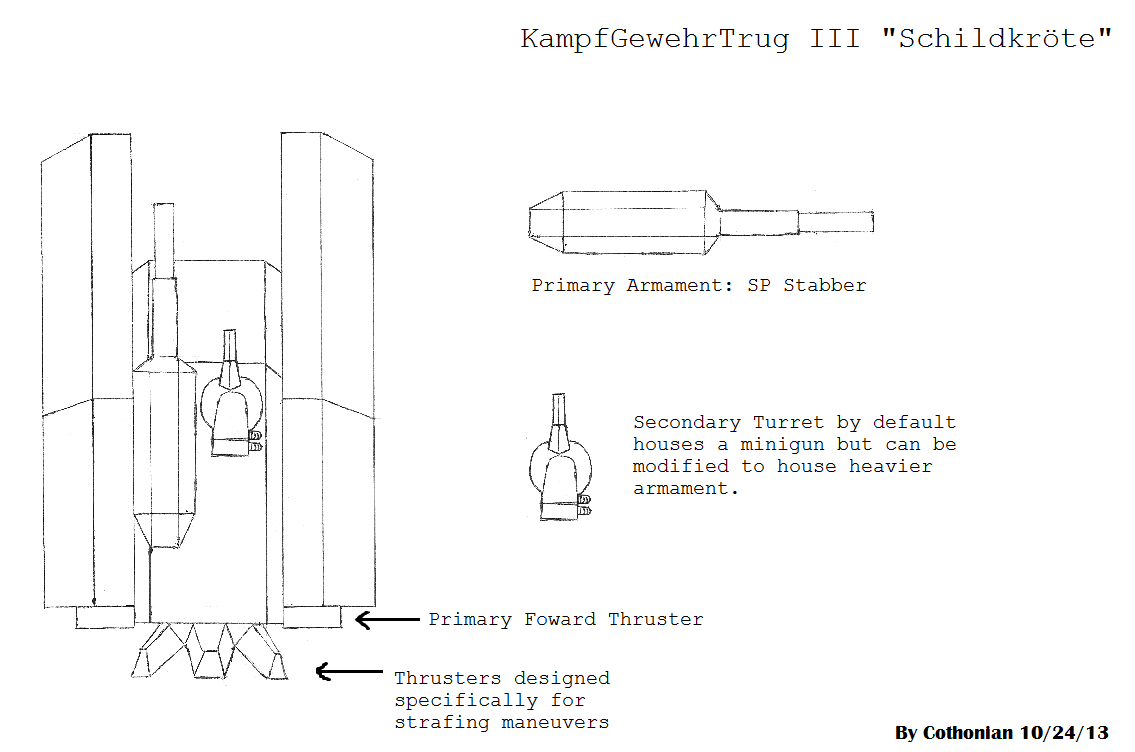 KampfGewehrTrug III "Schildkröte"
Primary Armament: SP Stabber
Secondary Turret by default
houses a minigun but can be
modified to house heavier
armament.
Primary Foward Thruster
Thrusters designed
specifically for
strafing maneuvers
By Cothonian 10/24/13